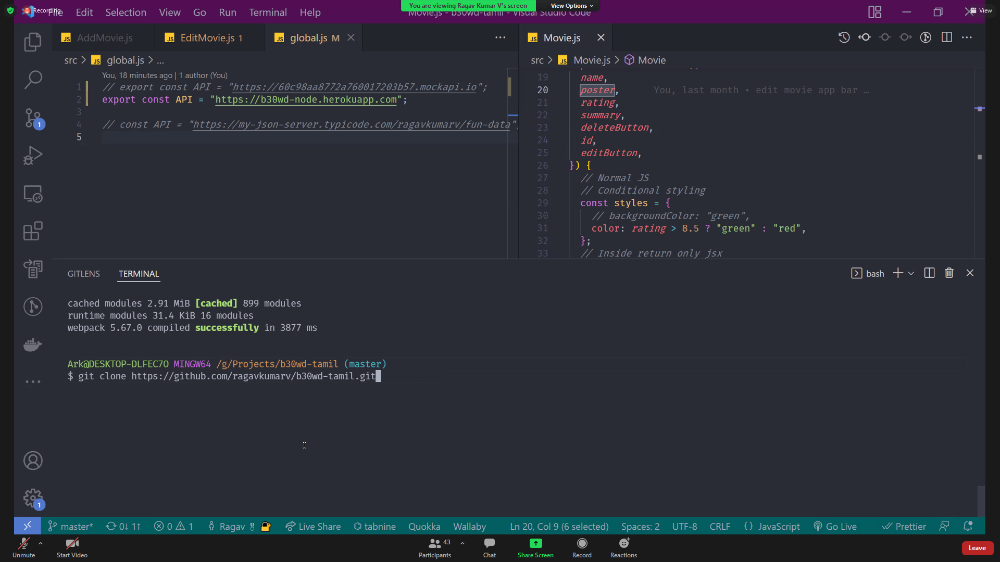 Recording
File Edit Selection View Go Run Terminal Help
You are viewing Ragav Kumar V's screen
View Options
Movie.js - b30wd-tamil - Visual Studio Code
View
JS AddMovie.js
JS EditMovie.js 1
JS global.js M
JS Movie.js
src > JS global.js > ...
src > JS Movie.js > Movie
You, 18 minutes ago | 1 author (You)
1 // export const API = "https://60c98aa8772a760017203b57.mockapi.io";
2 export const API = "https://b30wd-node.herokuapp.com";
3
4 // const API = "https://my-json-server.typicode.com/ragavkumarv/fun-data"
5
19 name,
20 poster, You, last month • edit movie app bar …
21 rating,
22 summary,
23 deleteButton,
24 id,
25 editButton,
26 }) {
27 // Normal JS
28 // Conditional styling
29 const styles = {
30 // backgroundColor: "green",
31 color: rating > 8.5 ? "green" : "red",
32 };
33 // Inside return only jsx
1
GITLENS TERMINAL
bash
cached modules 2.91 MiB [cached] 899 modules
runtime modules 31.4 KiB 16 modules
webpack 5.67.0 compiled successfully in 3877 ms
Ark@DESKTOP-DLFEC7O MINGW64 /g/Projects/b30wd-tamil (master)
$ git clone https://github.com/ragavkumarv/b30wd-tamil.git
1
master* 0↓ 1↑ 0 1 Ragav Live Share tabnine Quokka Wallaby Ln 20, Col 9 (6 selected) Spaces: 2 UTF-8 CRLF {} JavaScript Go Live Prettier
Unmute
Start Video
43
Participants
Chat
Share Screen
Record
Reactions
Leave